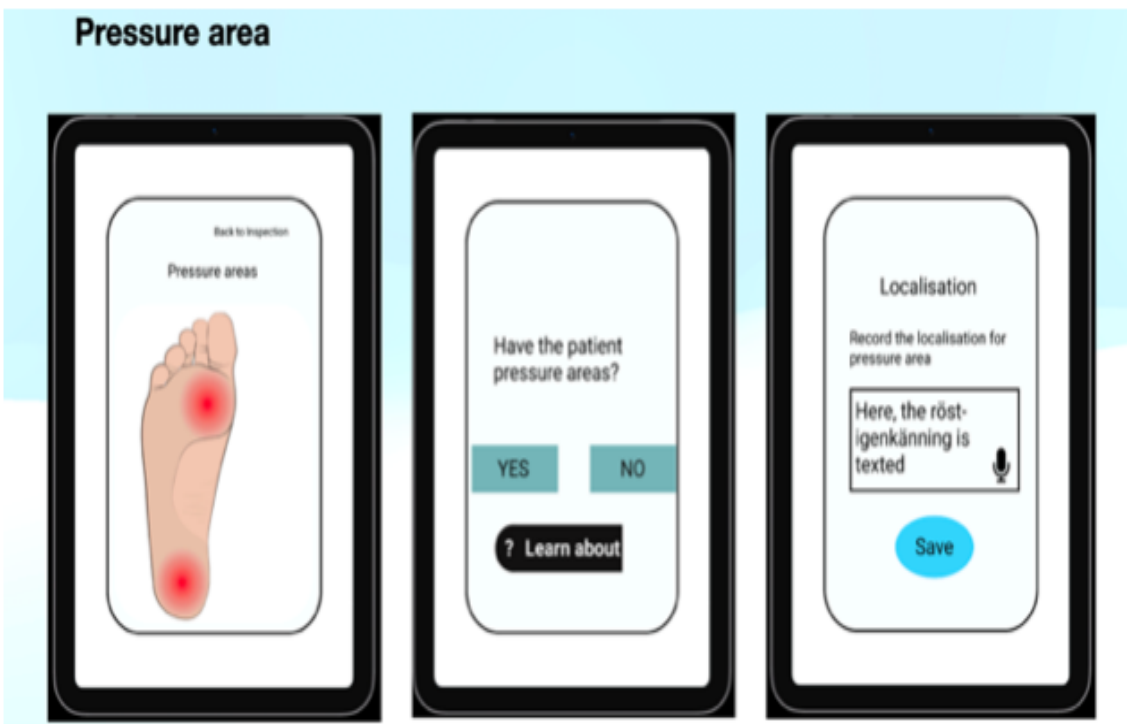 Pressure area
Back to Inspection
Pressure areas
Have the patient
pressure areas?
YES
NO
? Learn about
Localisation
Record the localisation for
pressure area
Here, the röst-
igenkänning is
texted
Save